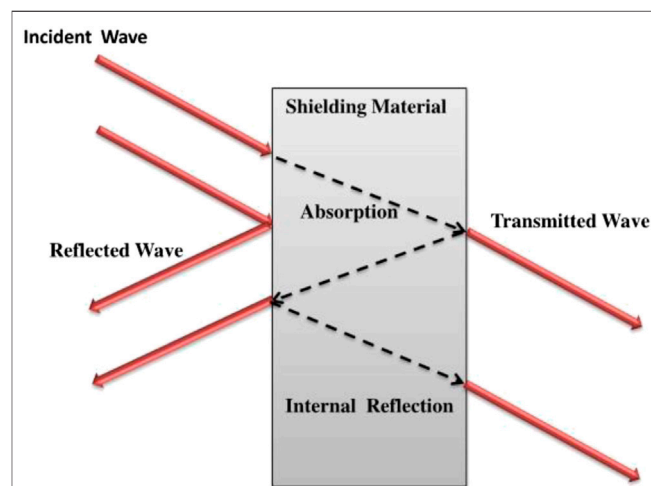 Incident Wave
Shielding Material
Absorption
Transmitted Wave
Reflected Wave
Internal Reflection